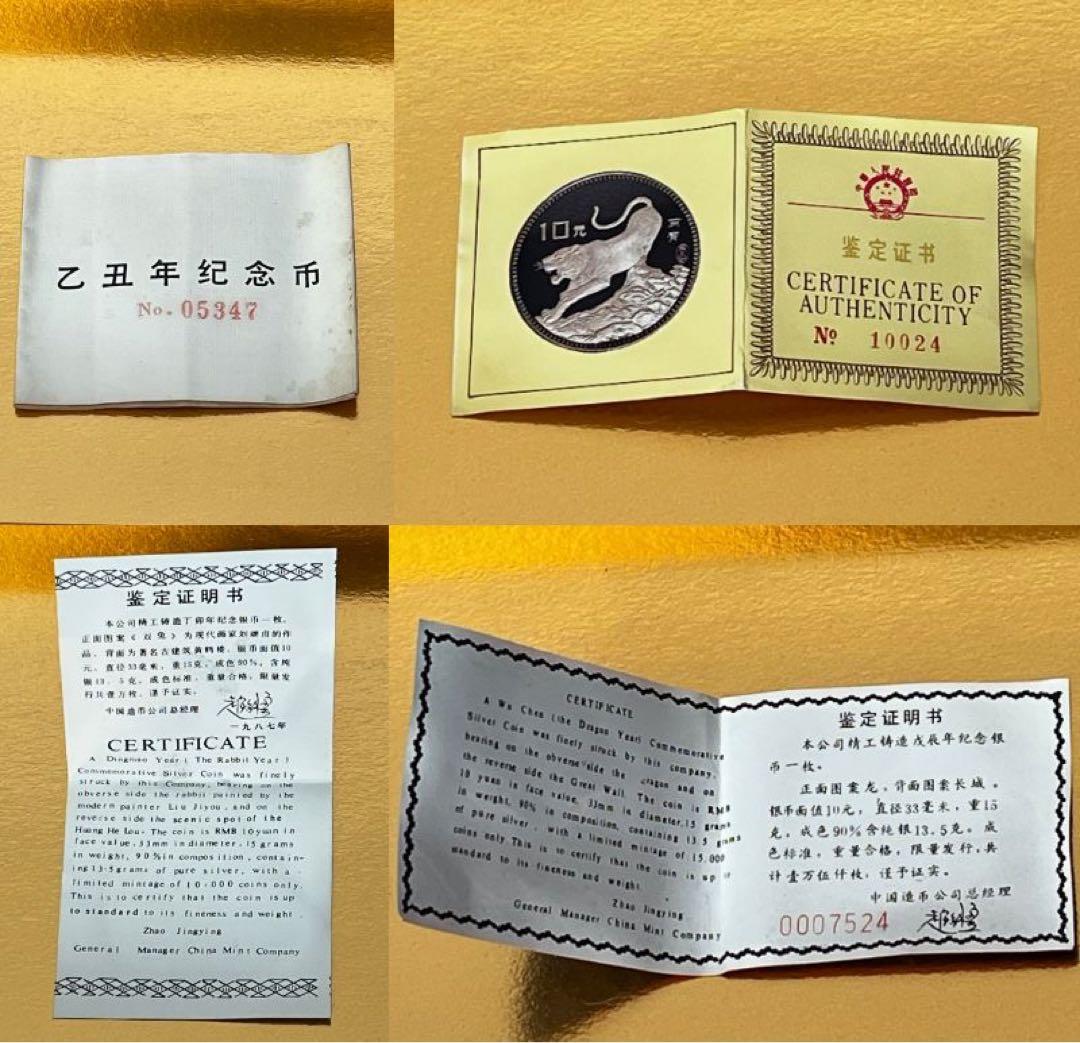 乙丑年纪念币
No. 05347
10元
丙寅
中华人民共和国
鉴定证书
CERTIFICATE OF
AUTHENTICITY
№ 10024
鉴定证明书
本公司精工铸造丁卯年纪念银币一枚。
正面图案《双兔》为现代画家刘继卣的作
品。背面为著名古建筑黄鹤楼。银币面值10
元，直径33毫米，重15克，成色90%，含纯
银13.5克。成色标准，重量合格，限量发
行共壹万枚，谨予证实。
中国造币公司总经理
一九八七年
CERTIFICATE
A Dingmao Year (The Rabbit Year)
Commemorative Silver Coin was finely
struck by this Company, bearing on the
obverse side the rabbit painted by the
modern painter Liu Jiyou, and on the
reverse side the scenic spot of the
Huang He Lou. The coin is RMB 10 yuan in
face value, 33mm in diameter, 15 grams
in weight, 90% in composition, contain-
ing 13.5 grams of pure silver, with a
limited mintage of 10,000 coins only.
This is to certify that the coin is up
to standard to its fineness and weight.
Zhao Jingying
General Manager China Mint Company
CERTIFICATE
A Wu Chen (the Dragon Year) Commemorative
Silver Coin was finely struck by this company,
bearing on the obverse side the dragon and on
the reverse side the Great Wall. The coin is RMB
10 yuan in face value, 33mm in diameter, 15 grams
in weight, 90% in composition, containing 13.5 grams
of pure silver, with a limited mintage of 15,000
coins only. This is to certify that the coin is up to
standard to its fineness and weight.
Zhao Jingying
General Manager China Mint Company
鉴定证明书
本公司精工铸造戊辰年纪念银
币一枚。
正面图案龙，背面图案长城。
银币面值10元，直径33毫米，重15
克，成色90%含纯银13.5克。成
色标准，重量合格，限量发行，共
计壹万伍仟枚，谨予证实。
中国造币公司总经理
0007524